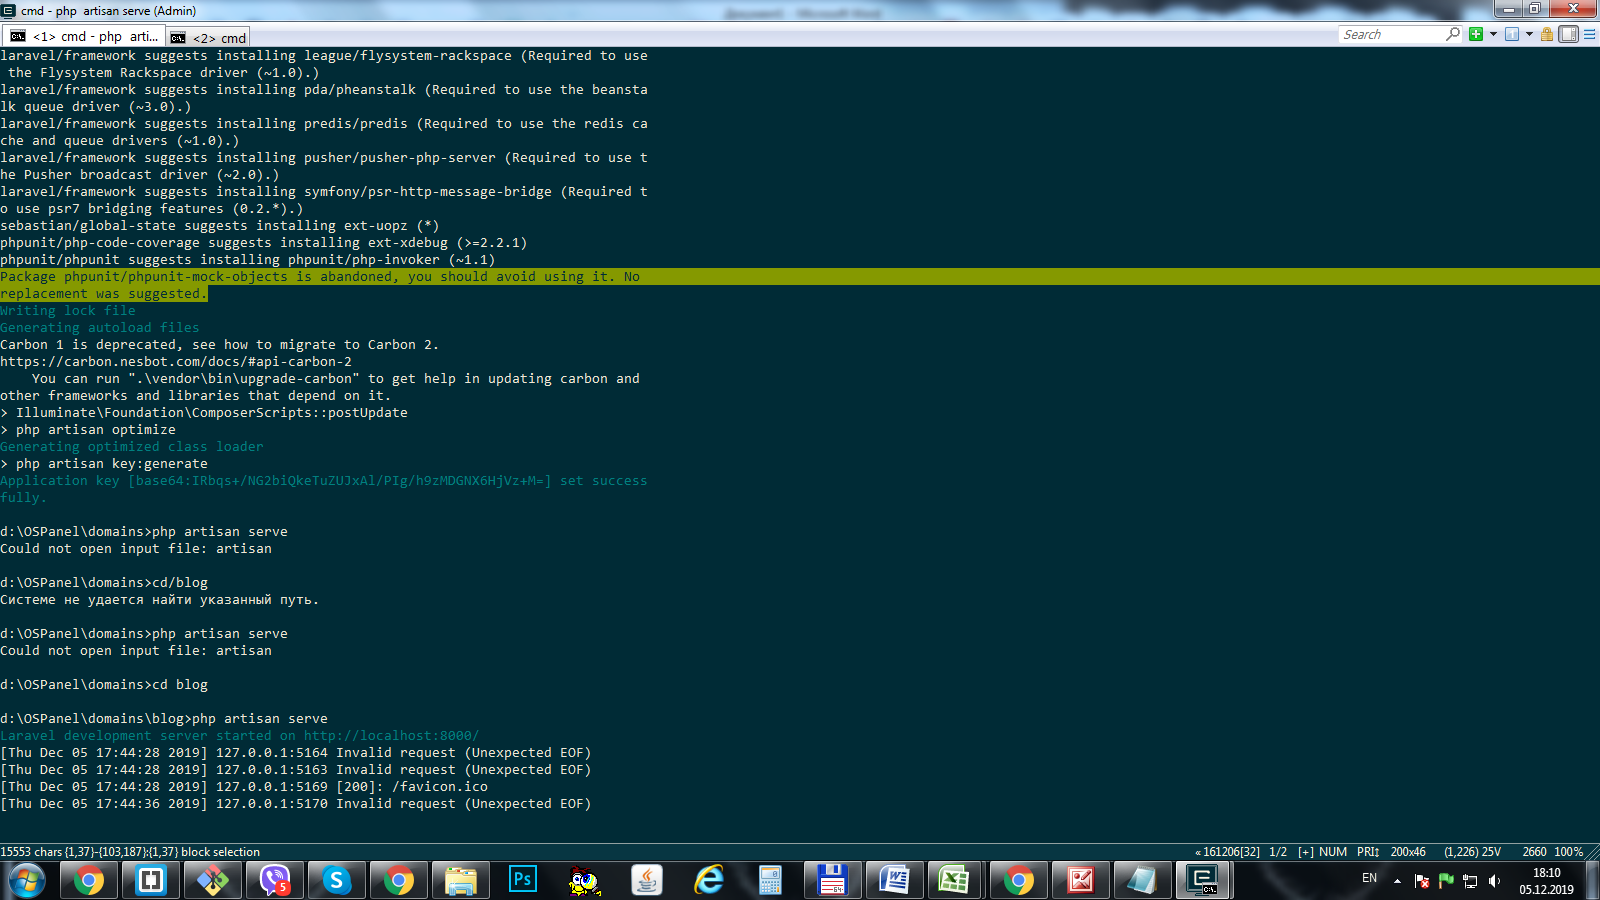 cmd - php  artisan serve (Admin)
<1> cmd - php  arti...
<2> cmd
Search
laravel/framework suggests installing league/flysystem-rackspace (Required to use
 the Flysystem Rackspace driver (~1.0).)
laravel/framework suggests installing pda/pheanstalk (Required to use the beansta
lk queue driver (~3.0).)
laravel/framework suggests installing predis/predis (Required to use the redis ca
che and queue drivers (~1.0).)
laravel/framework suggests installing pusher/pusher-php-server (Required to use t
he Pusher broadcast driver (~2.0).)
laravel/framework suggests installing symfony/psr-http-message-bridge (Required t
o use psr7 bridging features (0.2.*).)
sebastian/global-state suggests installing ext-uopz (*)
phpunit/php-code-coverage suggests installing ext-xdebug (>=2.2.1)
phpunit/phpunit suggests installing phpunit/php-invoker (~1.1)
Package phpunit/phpunit-mock-objects is abandoned, you should avoid using it. No
replacement was suggested.
Writing lock file
Generating autoload files
Carbon 1 is deprecated, see how to migrate to Carbon 2.
https://carbon.nesbot.com/docs/#api-carbon-2
    You can run ".\vendor\bin\upgrade-carbon" to get help in updating carbon and
other frameworks and libraries that depend on it.
> Illuminate\Foundation\ComposerScripts::postUpdate
> php artisan optimize
Generating optimized class loader
> php artisan key:generate
Application key [base64:IRbqs+/NG2biQkeTuZUJxAl/PIg/h9zMDGNX6HjVz+M=] set success
fully.
d:\OSPanel\domains>php artisan serve
Could not open input file: artisan
d:\OSPanel\domains>cd/blog
Системе не удается найти указанный путь.
d:\OSPanel\domains>php artisan serve
Could not open input file: artisan
d:\OSPanel\domains>cd blog
d:\OSPanel\domains\blog>php artisan serve
Laravel development server started on http://localhost:8000/
[Thu Dec 05 17:44:28 2019] 127.0.0.1:5164 Invalid request (Unexpected EOF)
[Thu Dec 05 17:44:28 2019] 127.0.0.1:5163 Invalid request (Unexpected EOF)
[Thu Dec 05 17:44:28 2019] 127.0.0.1:5169 [200]: /favicon.ico
[Thu Dec 05 17:44:36 2019] 127.0.0.1:5170 Invalid request (Unexpected EOF)
15553 chars {1,37}-{103,187};{1,37} block selection
« 161206[32] 1/2 [+] NUM PRI↕ 200x46 (1,226) 25V 2660 100%
5
Ps
EN
18:10
05.12.2019